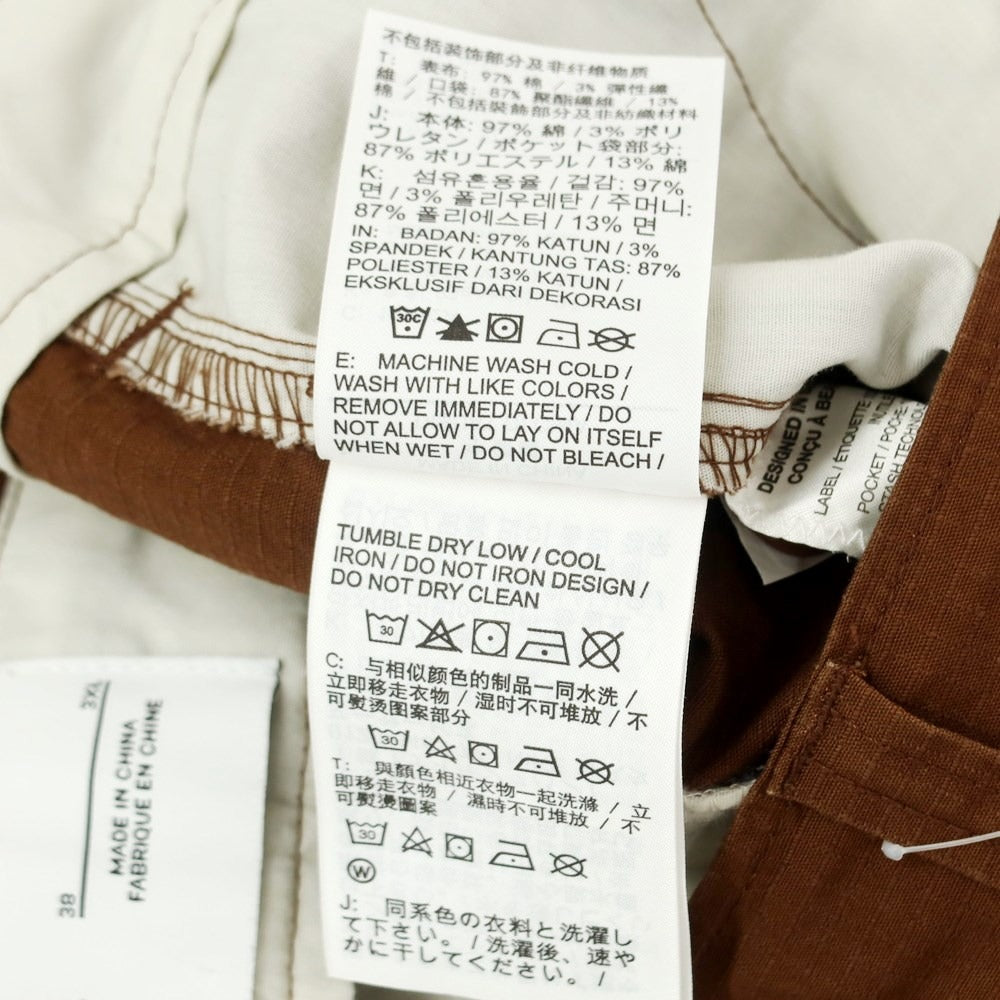 不包括装饰部分及非纤维物质
T: 表布: 97% 棉 / 3% 彈性纖
維 / 口袋: 87% 聚酯纖維 / 13%
棉 / 不包括裝飾部分及非紡織材料
J: 本体: 97% 綿 / 3% ポリ
ウレタン / ポケット袋部分:
87% ポリエステル / 13% 綿
K: 섬유혼용율 / 겉감: 97%
면 / 3% 폴리우레탄 / 주머니:
87% 폴리에스터 / 13% 면
IN: BADAN: 97% KATUN / 3%
SPANDEK / KANTUNG TAS: 87%
POLIESTER / 13% KATUN /
EKSKLUSIF DARI DEKORASI
30C
E: MACHINE WASH COLD /
WASH WITH LIKE COLORS /
REMOVE IMMEDIATELY / DO
NOT ALLOW TO LAY ON ITSELF
WHEN WET / DO NOT BLEACH /
TUMBLE DRY LOW / COOL
IRON / DO NOT IRON DESIGN /
DO NOT DRY CLEAN
30
C: 与相似颜色的制品一同水洗 /
立即移走衣物 / 湿时不可堆放 / 不
可熨烫图案部分
30
T: 與顏色相近衣物一起洗滌 / 立
即移走衣物 / 濕時不可堆放 / 不
可熨燙圖案
30
W
J: 同系色の衣料と洗濯し
て下さい。 / 洗濯後、速や
かに干してください。 /
DESIGNED IN
CONÇU À BE
LABEL / ÉTIQUETTE
POCKET / POCHE
3XL
38
MADE IN CHINA
FABRIQUE EN CHINE